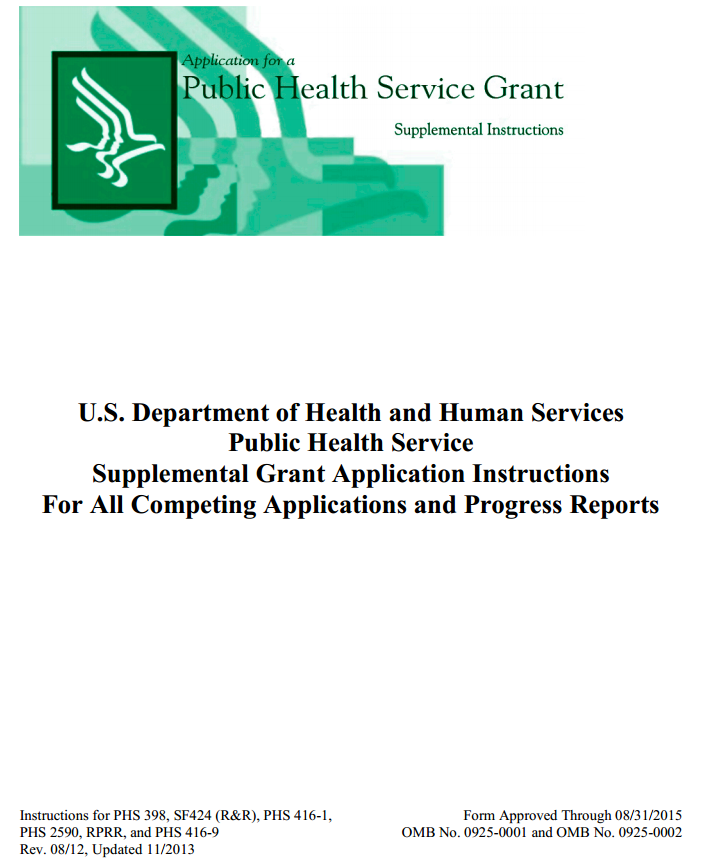 Application for a
Public Health Service Grant
Supplemental Instructions
U.S. Department of Health and Human Services
Public Health Service
Supplemental Grant Application Instructions
For All Competing Applications and Progress Reports
Instructions for PHS 398, SF424 (R&R), PHS 416-1,
PHS 2590, RPRR, and PHS 416-9
Rev. 08/12, Updated 11/2013
Form Approved Through 08/31/2015
OMB No. 0925-0001 and OMB No. 0925-0002